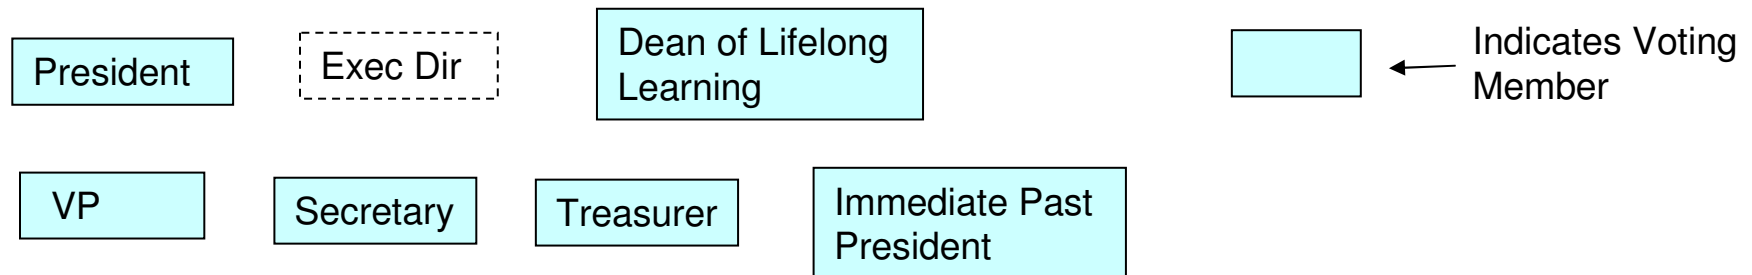 President
Exec Dir
Dean of Lifelong
Learning
Indicates Voting
Member
VP
Secretary
Treasurer
Immediate Past
President